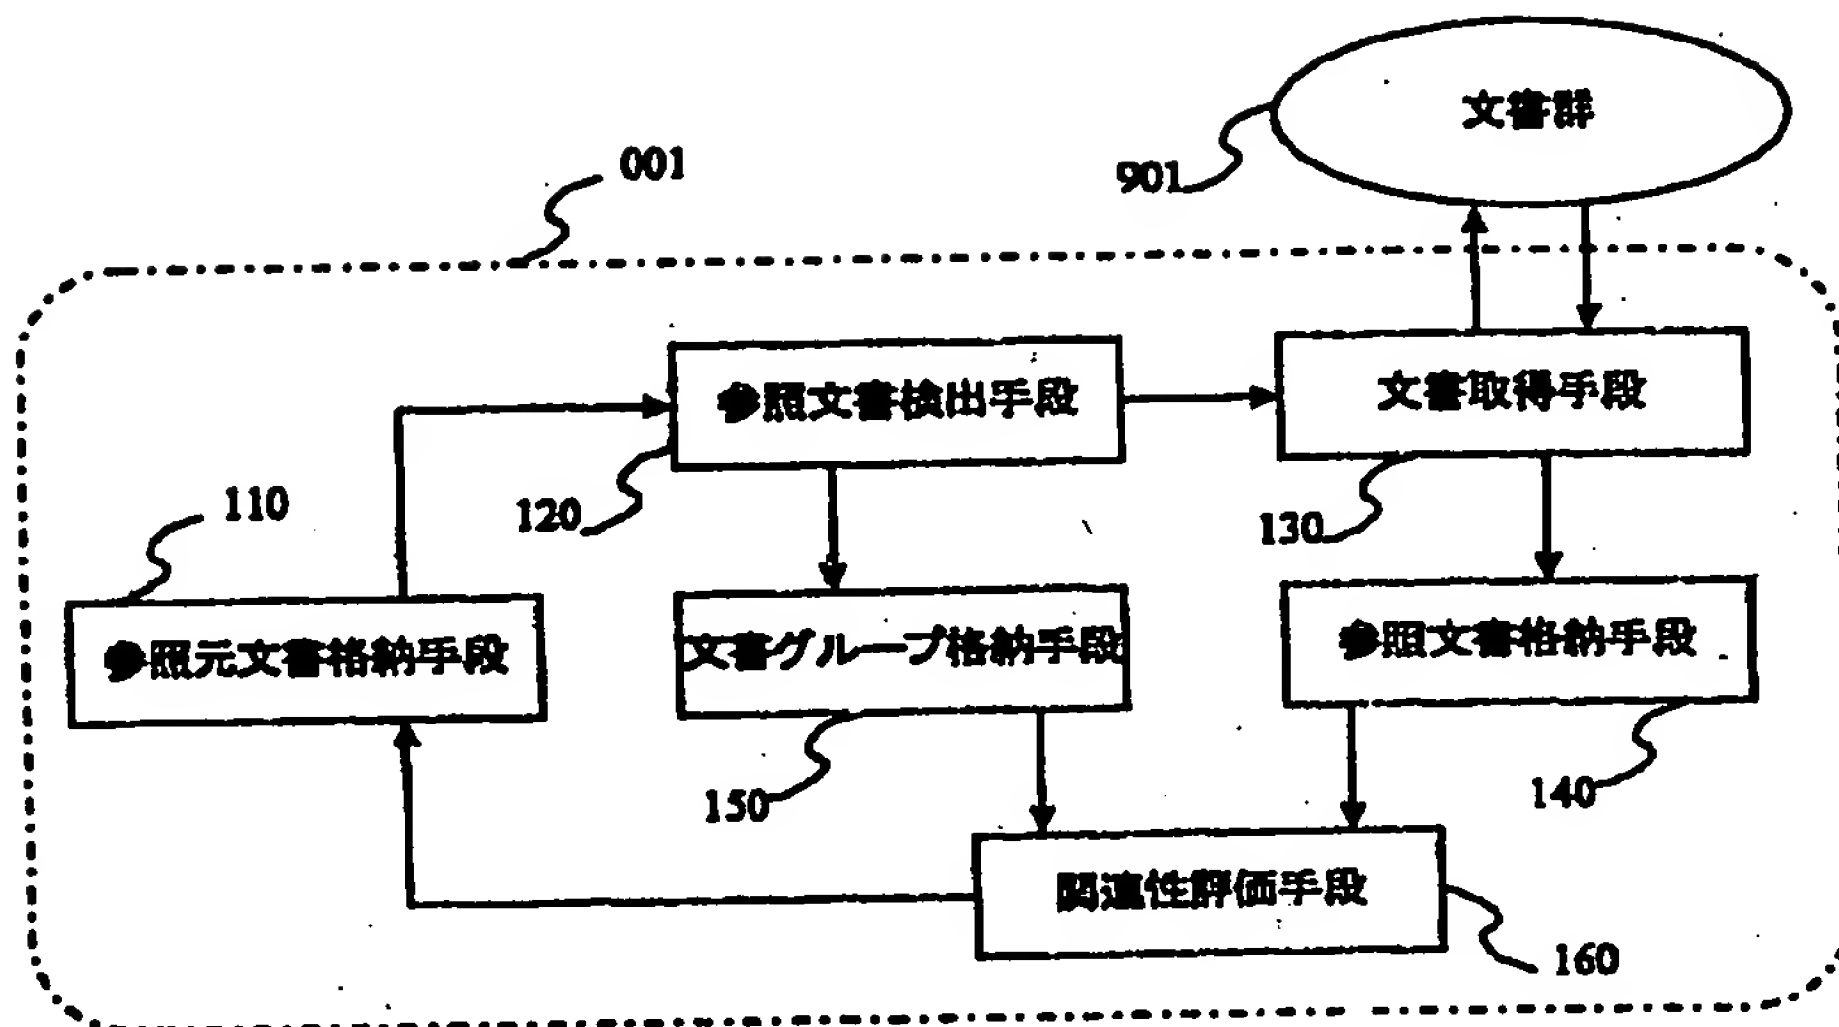 文書群
901
001
参照文書検出手段
文書取得手段
120
130
110
参照元文書格納手段
文書グループ格納手段
参照文書格納手段
150
140
関連性評価手段
160